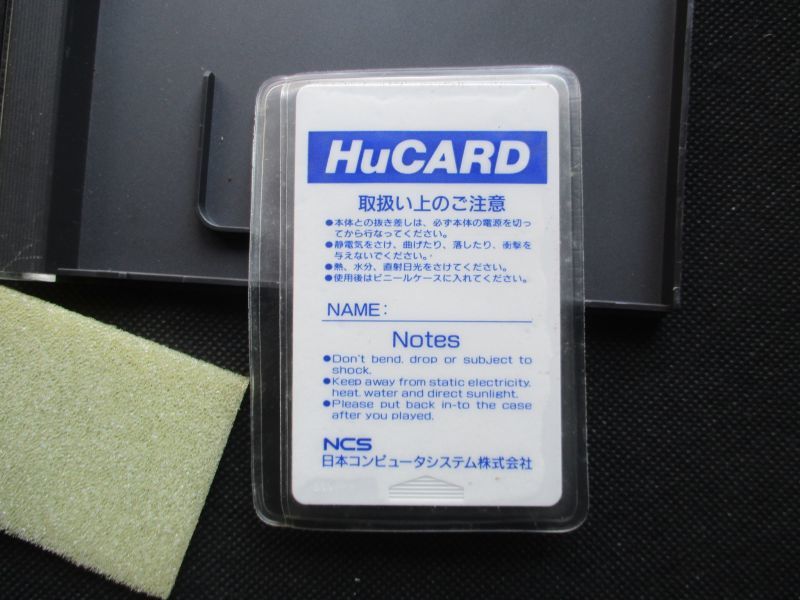 HuCARD
取扱い上のご注意
●本体との抜き差しは、必ず本体の電源を切っ
てから行なってください。
●静電気をさけ、曲げたり、落したり、衝撃を
与えないでください。
●熱、水分、直射日光をさけてください。
●使用後はビニールケースに入れてください。
NAME:
Notes
●Don't bend, drop or subject to
shock.
●Keep away from static electricity,
heat, water and direct sunlight.
●Please put back in-to the case
after you played.
NCS
日本コンピュータシステム株式会社